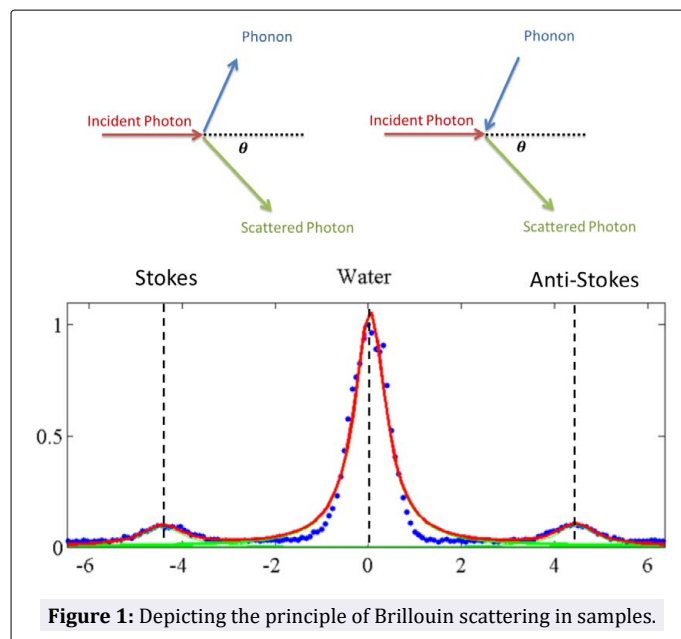 Phonon
Phonon
Incident Photon
Incident Photon
θ
θ
Scattered Photon
Scattered Photon
Stokes
Water
Anti-Stokes
1
0.5
0
-6 -4 -2 0 2 4 6
Figure 1: Depicting the principle of Brillouin scattering in samples.